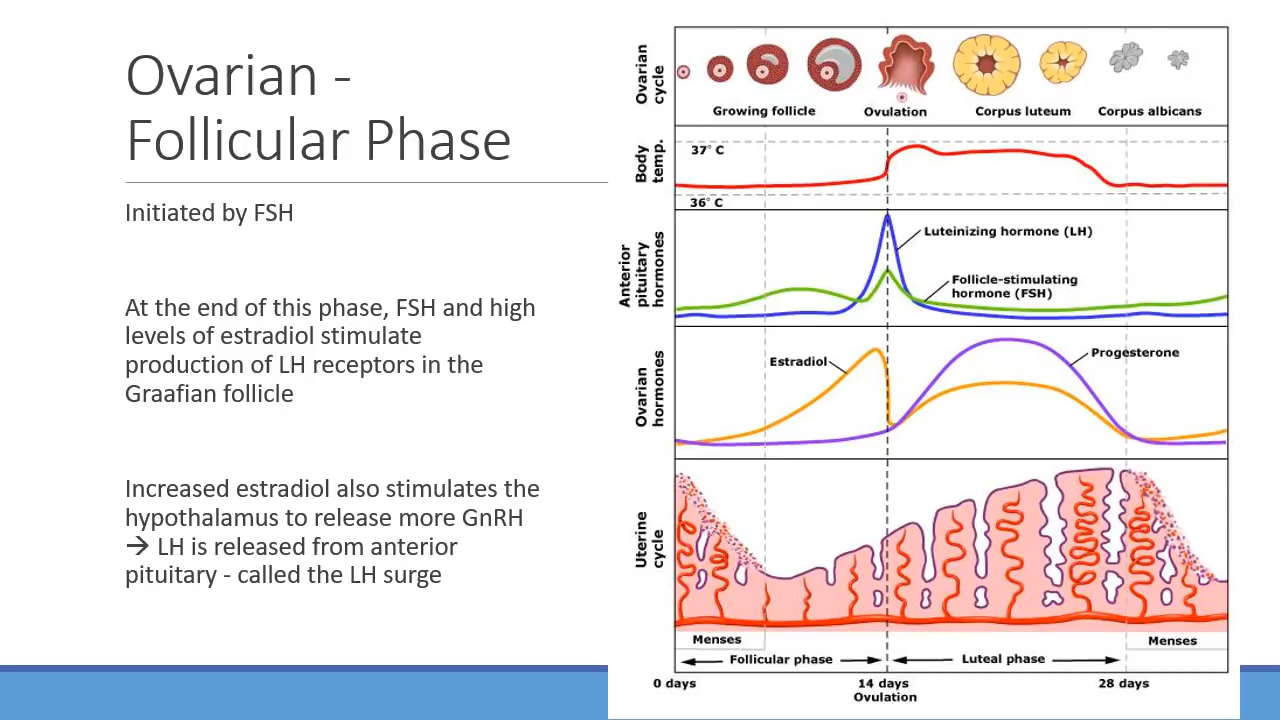 Ovarian -
Follicular Phase
Initiated by FSH
At the end of this phase, FSH and high
levels of estradiol stimulate
production of LH receptors in the
Graafian follicle
Increased estradiol also stimulates the
hypothalamus to release more GnRH
→ LH is released from anterior
pituitary - called the LH surge
Ovarian
cycle
Growing follicle
Ovulation
Corpus luteum
Corpus albicans
Body
temp.
37° C
36° C
Anterior
pituitary
hormones
Luteinizing hormone (LH)
Follicle-stimulating
hormone (FSH)
Ovarian
hormones
Estradiol
Progesterone
Uterine
cycle
Menses
Menses
Follicular phase
Luteal phase
0 days
14 days
Ovulation
28 days